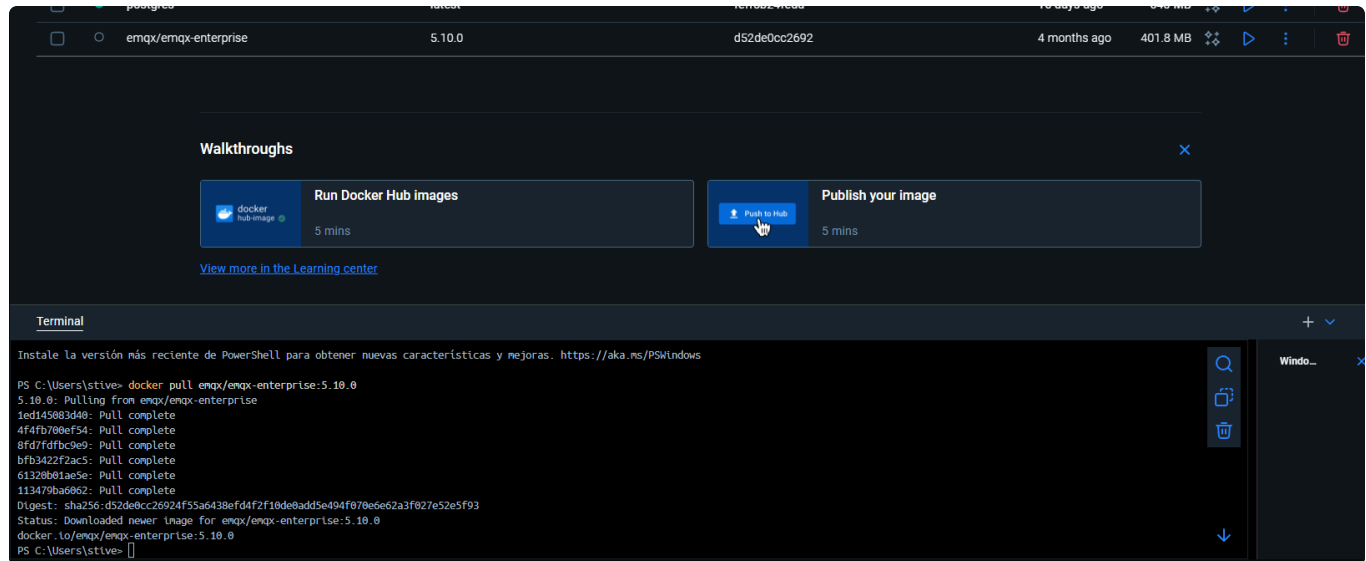 postgres latest 10 days ago
emqx/emqx-enterprise 5.10.0 d52de0cc2692 4 months ago 401.8 MB
Walkthroughs
docker
hub-image
Run Docker Hub images
5 mins
Push to Hub
Publish your image
5 mins
View more in the Learning center
Terminal
Instale la versión más reciente de PowerShell para obtener nuevas características y mejoras. https://aka.ms/PSWindows
Windo...
PS C:\Users\stive> docker pull emqx/emqx-enterprise:5.10.0
5.10.0: Pulling from emqx/emqx-enterprise
1ed145083d40: Pull complete
4f4fb700ef54: Pull complete
8fd7fdfbc9e9: Pull complete
bfb3422f2ac5: Pull complete
61320b01ae5e: Pull complete
113479ba6062: Pull complete
Digest: sha256:d52de0cc26924f55a6438efd4f2f10de0add5e494f070e6e62a3f027e52e5f93
Status: Downloaded newer image for emqx/emqx-enterprise:5.10.0
docker.io/emqx/emqx-enterprise:5.10.0
PS C:\Users\stive>